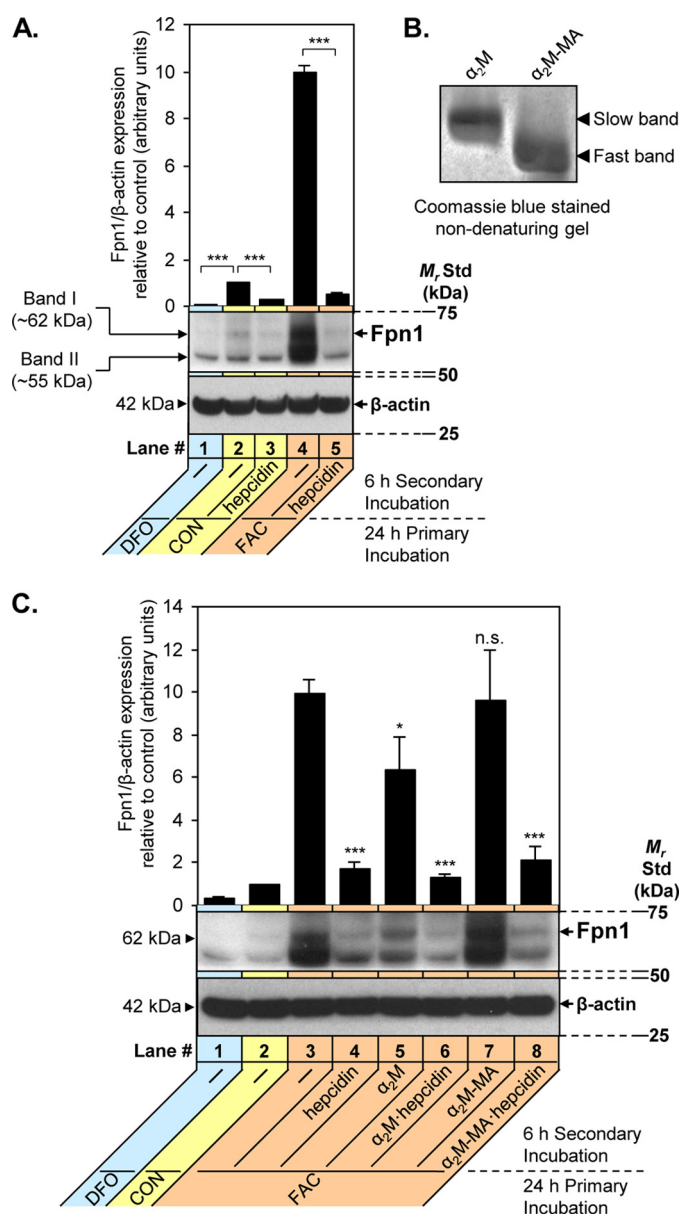 A.
Fpn1/β-actin expression
relative to control (arbitrary units)
12
10
8
6
4
2
0
***
***
***
Band I
(~62 kDa)
Band II
(~55 kDa)
Mr Std
(kDa)
75
Fpn1
50
42 kDa
β-actin
25
Lane # 1 2 3 4 5
— — hepcidin — hepcidin
6 h Secondary
Incubation
DFO CON FAC
24 h Primary
Incubation
B.
α2M α2M-MA
Slow band
Fast band
Coomassie blue stained
non-denaturing gel
C.
Fpn1/β-actin expression
relative to control (arbitrary units)
14
12
10
8
6
4
2
0
***
*
***
n.s.
***
Mr
Std
(kDa)
75
62 kDa
Fpn1
50
42 kDa
β-actin
25
Lane # 1 2 3 4 5 6 7 8
— — — hepcidin α2M α2M·hepcidin α2M-MA α2M-MA·hepcidin
6 h Secondary
Incubation
DFO CON FAC
24 h Primary
Incubation